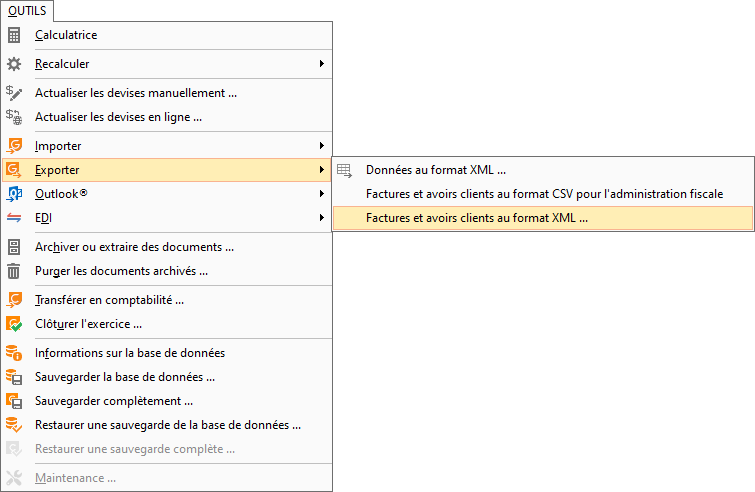 OUTILS
Calculatrice
Recalculer
Actualiser les devises manuellement ...
Actualiser les devises en ligne ...
Importer
Exporter
Données au format XML ...
Factures et avoirs clients au format CSV pour l'administration fiscale
Factures et avoirs clients au format XML ...
Outlook®
EDI
Archiver ou extraire des documents ...
Purger les documents archivés ...
Transférer en comptabilité ...
Clôturer l'exercice ...
Informations sur la base de données
Sauvegarder la base de données ...
Sauvegarder complètement ...
Restaurer une sauvegarde de la base de données ...
Restaurer une sauvegarde complète ...
Maintenance ...